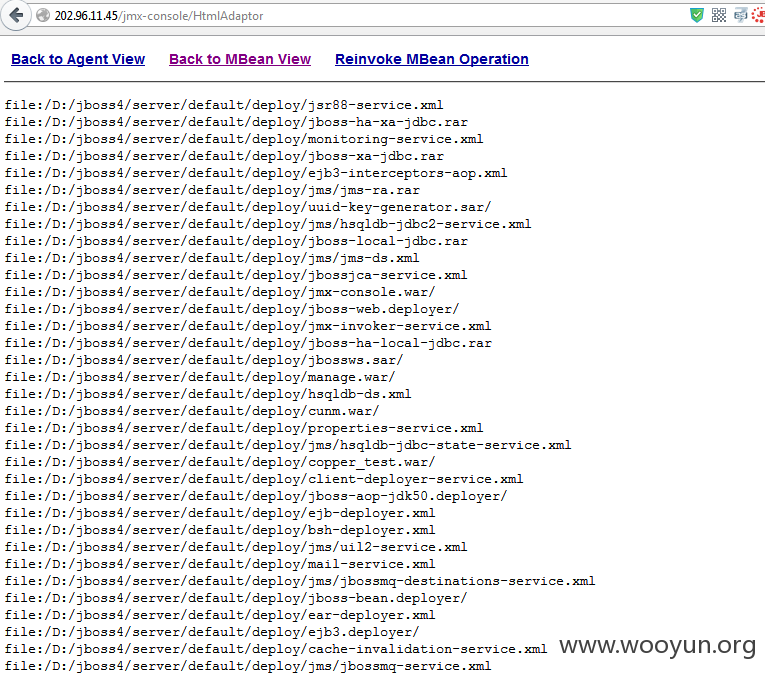 202.96.11.45/jmx-console/HtmlAdaptor
Back to Agent View Back to MBean View Reinvoke MBean Operation
file:/D:/jboss4/server/default/deploy/jsr88-service.xml
file:/D:/jboss4/server/default/deploy/jboss-ha-xa-jdbc.rar
file:/D:/jboss4/server/default/deploy/monitoring-service.xml
file:/D:/jboss4/server/default/deploy/jboss-xa-jdbc.rar
file:/D:/jboss4/server/default/deploy/ejb3-interceptors-aop.xml
file:/D:/jboss4/server/default/deploy/jms/jms-ra.rar
file:/D:/jboss4/server/default/deploy/uuid-key-generator.sar/
file:/D:/jboss4/server/default/deploy/jms/hsqldb-jdbc2-service.xml
file:/D:/jboss4/server/default/deploy/jboss-local-jdbc.rar
file:/D:/jboss4/server/default/deploy/jms/jms-ds.xml
file:/D:/jboss4/server/default/deploy/jbossjca-service.xml
file:/D:/jboss4/server/default/deploy/jmx-console.war/
file:/D:/jboss4/server/default/deploy/jboss-web.deployer/
file:/D:/jboss4/server/default/deploy/jmx-invoker-service.xml
file:/D:/jboss4/server/default/deploy/jboss-ha-local-jdbc.rar
file:/D:/jboss4/server/default/deploy/jbossws.sar/
file:/D:/jboss4/server/default/deploy/manage.war/
file:/D:/jboss4/server/default/deploy/hsqldb-ds.xml
file:/D:/jboss4/server/default/deploy/cunm.war/
file:/D:/jboss4/server/default/deploy/properties-service.xml
file:/D:/jboss4/server/default/deploy/jms/hsqldb-jdbc-state-service.xml
file:/D:/jboss4/server/default/deploy/copper_test.war/
file:/D:/jboss4/server/default/deploy/client-deployer-service.xml
file:/D:/jboss4/server/default/deploy/jboss-aop-jdk50.deployer/
file:/D:/jboss4/server/default/deploy/ejb-deployer.xml
file:/D:/jboss4/server/default/deploy/bsh-deployer.xml
file:/D:/jboss4/server/default/deploy/jms/uil2-service.xml
file:/D:/jboss4/server/default/deploy/mail-service.xml
file:/D:/jboss4/server/default/deploy/jms/jbossmq-destinations-service.xml
file:/D:/jboss4/server/default/deploy/jboss-bean.deployer/
file:/D:/jboss4/server/default/deploy/ear-deployer.xml
file:/D:/jboss4/server/default/deploy/ejb3.deployer/
file:/D:/jboss4/server/default/deploy/cache-invalidation-service.xml
www.wooyun.org
file:/D:/jboss4/server/default/deploy/jms/jbossmq-service.xml